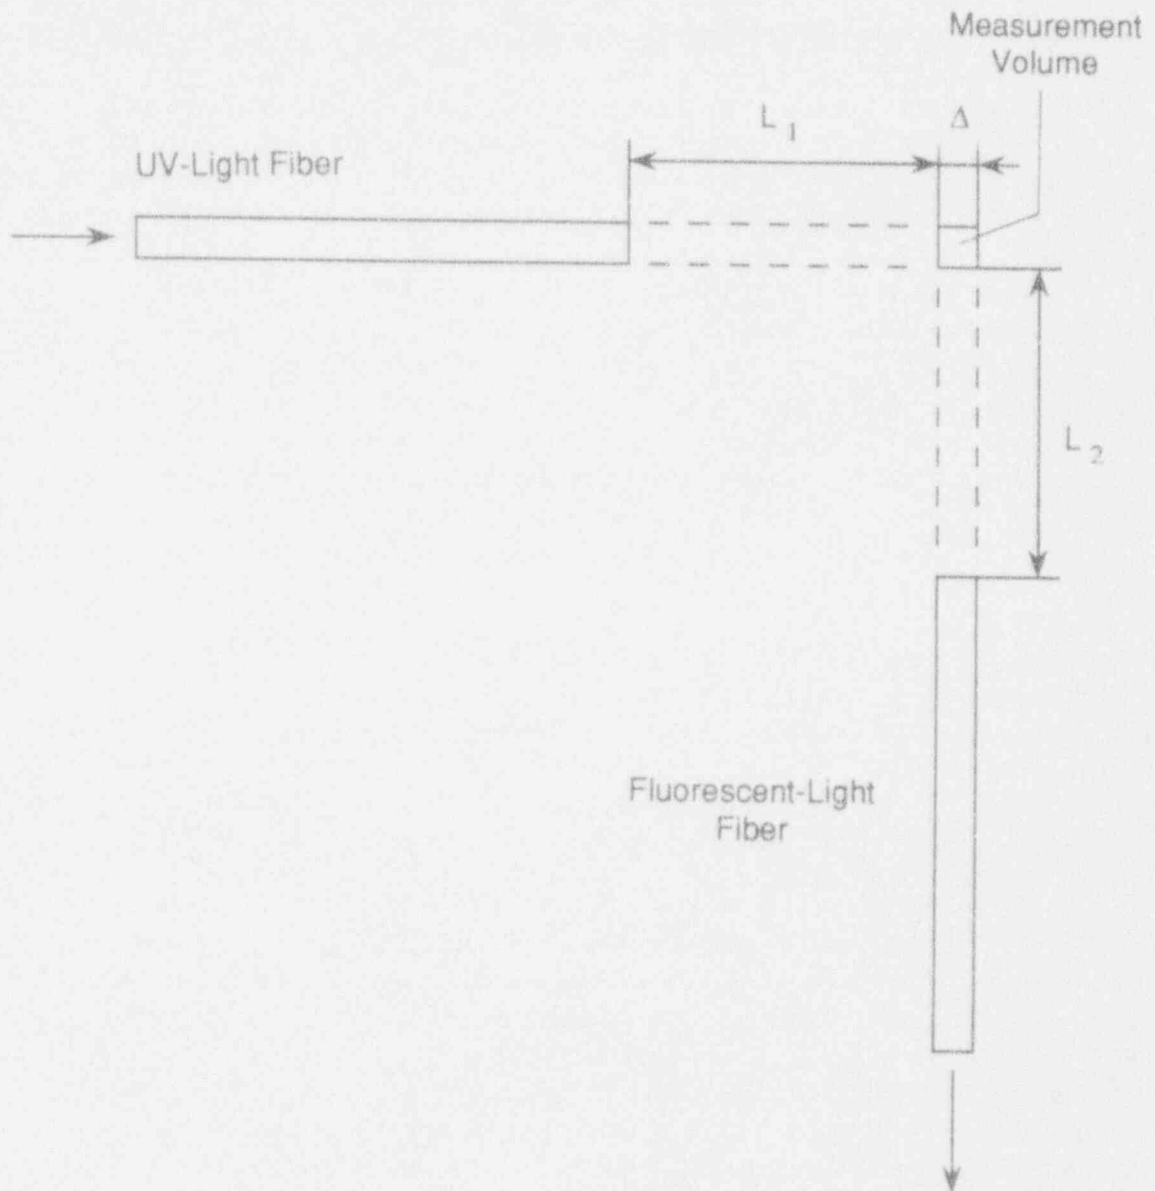 Measurement
Volume
L 1
Δ
UV-Light Fiber
L 2
Fluorescent-Light
Fiber